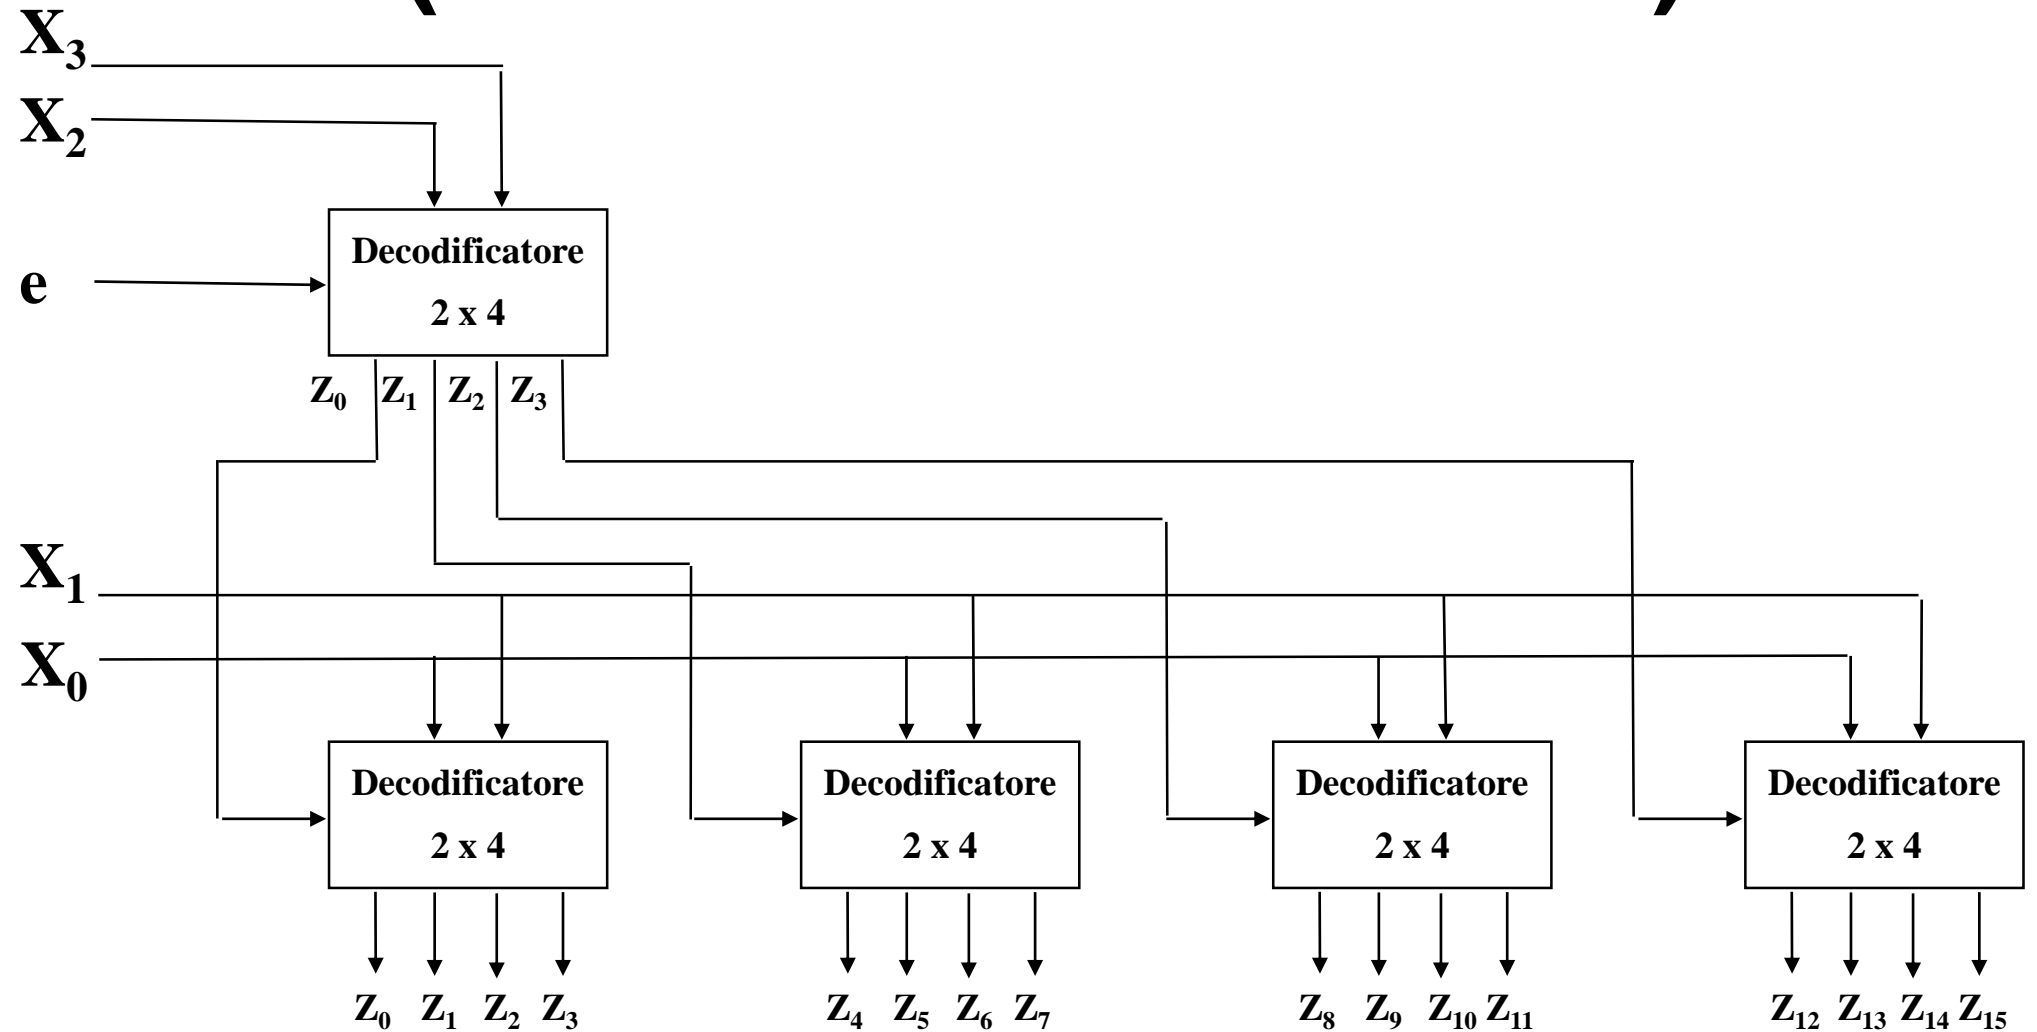 X3
X2
Decodificatore
e
2 x 4
Z0 Z1 Z2 Z3
X1
X0
Decodificatore Decodificatore Decodificatore Decodificatore
2 x 4 2 x 4 2 x 4 2 x 4
Z0 Z1 Z2 Z3 Z4 Z5 Z6 Z7 Z8 Z9 Z10 Z11 Z12 Z13 Z14 Z15